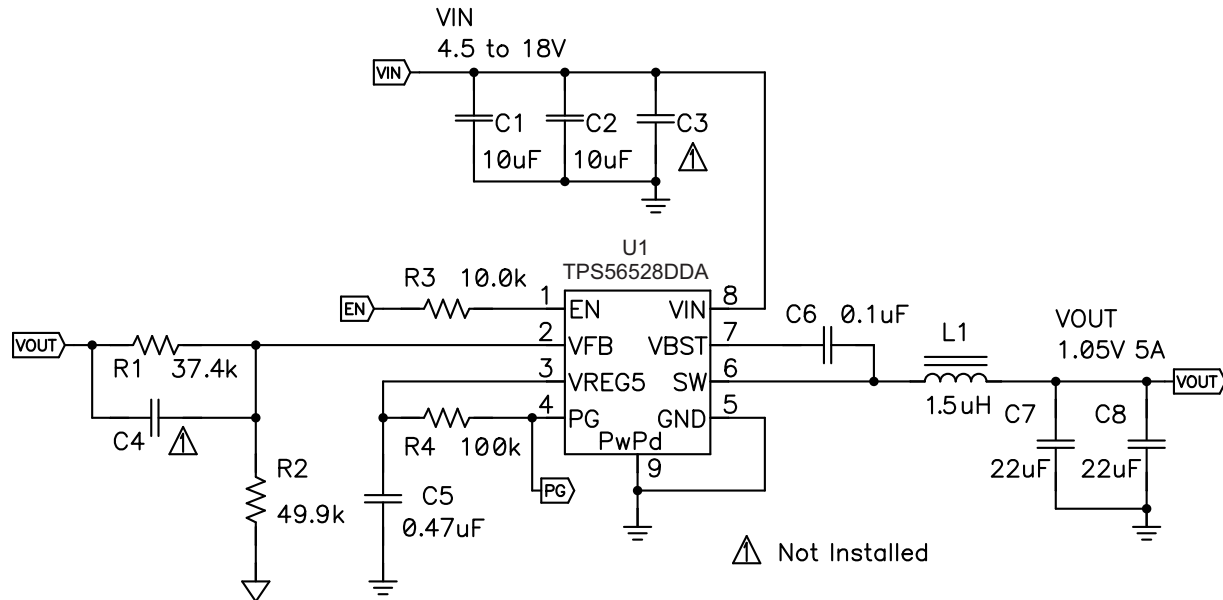 VIN
4.5 to 18V
VIN
C1
C2
C3
10uF
10uF
1
U1
TPS56528DDA
R3 10.0k
EN
1
EN
VIN
8
C6
0.1uF
L1
VOUT
1.05V 5A
VOUT
2
VFB
VBST
7
R1
37.4k
3
VREG5
SW
6
VOUT
1.5uH
4
PG
GND
5
C7
C8
C4
1
R4
100k
PwPd
9
22uF
22uF
R2
49.9k
C5
0.47uF
PG
1 Not Installed